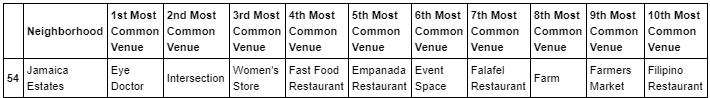 Neighborhood 1st Most Common Venue 2nd Most Common Venue 3rd Most Common Venue 4th Most Common Venue 5th Most Common Venue 6th Most Common Venue 7th Most Common Venue 8th Most Common Venue 9th Most Common Venue 10th Most Common Venue
54 Jamaica Estates Eye Doctor Intersection Women's Store Fast Food Restaurant Empanada Restaurant Event Space Falafel Restaurant Farm Farmers Market Filipino Restaurant